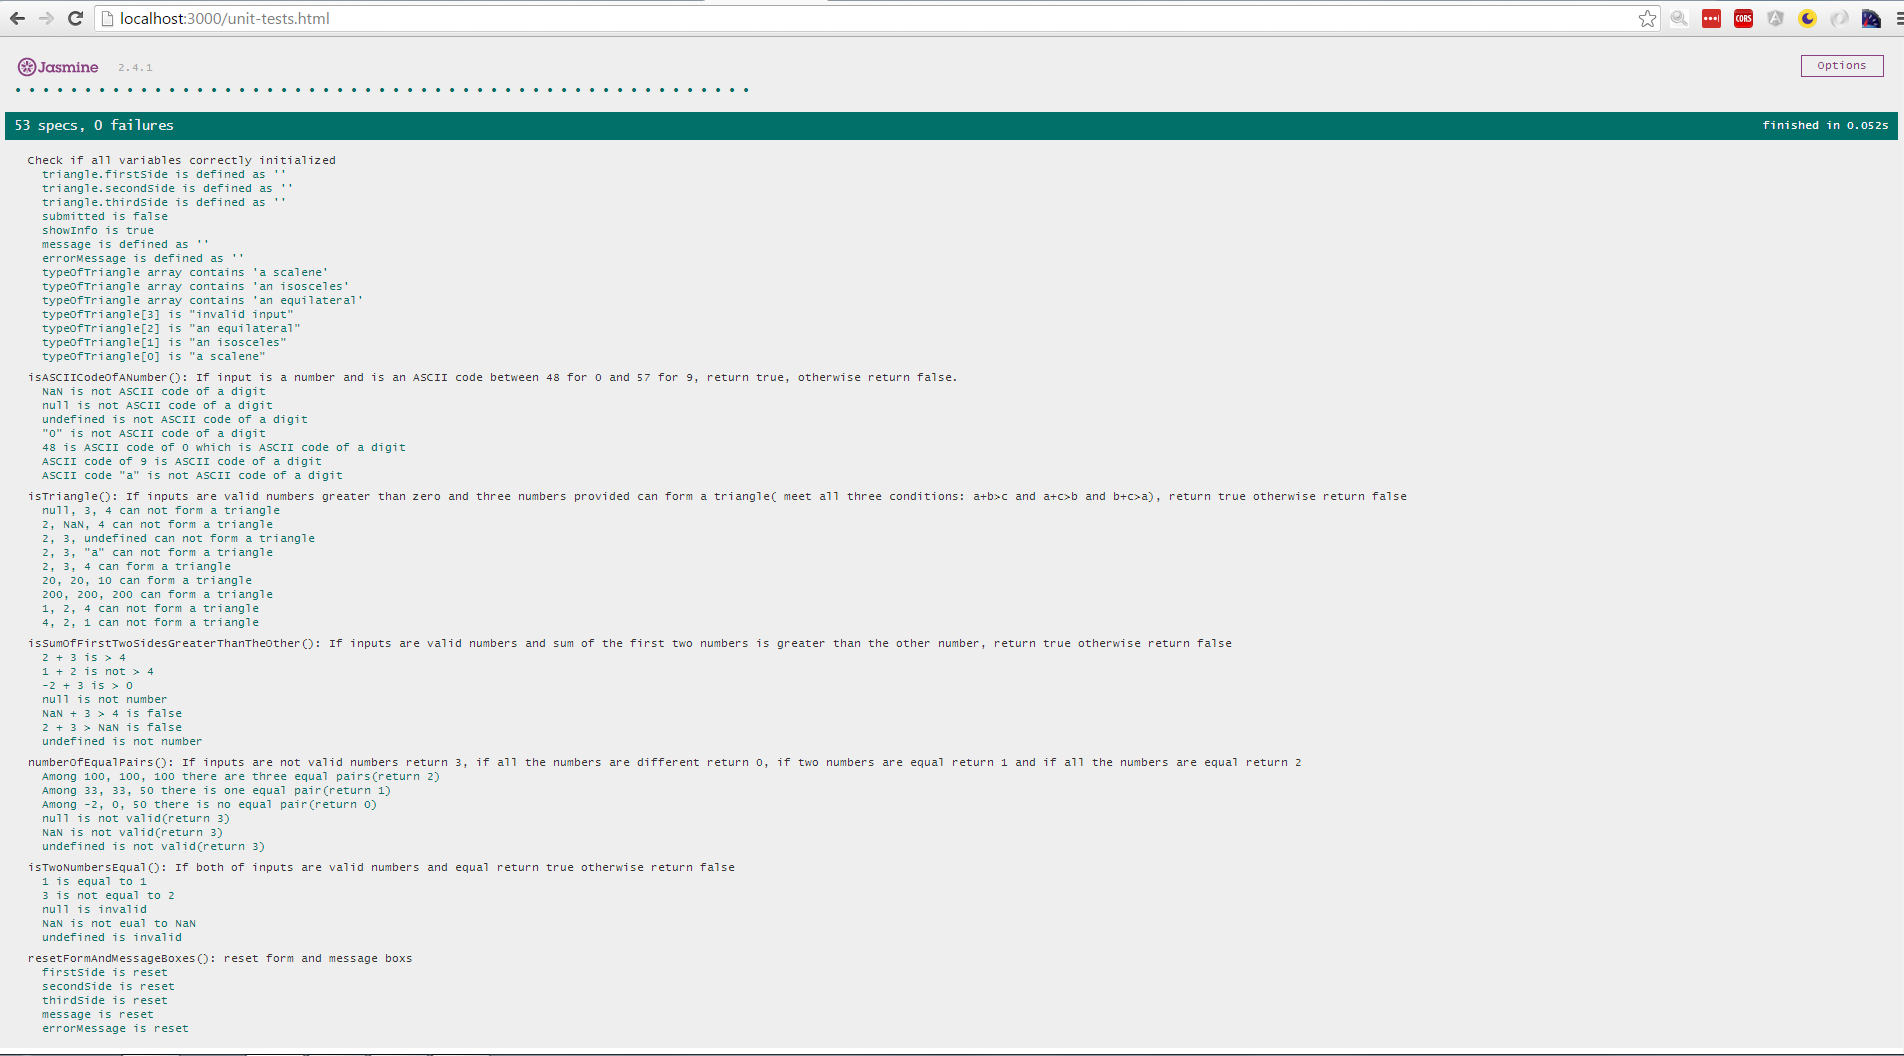 localhost:3000/unit-tests.html
CORS
Jasmine 2.4.1
Options
53 specs, 0 failures
finished in 0.052s
Check if all variables correctly initialized
triangle.firstSide is defined as ''
triangle.secondSide is defined as ''
triangle.thirdSide is defined as ''
submitted is false
showInfo is true
message is defined as ''
errorMessage is defined as ''
typeOfTriangle array contains 'a scalene'
typeOfTriangle array contains 'an isosceles'
typeOfTriangle array contains 'an equilateral'
typeOfTriangle[3] is "invalid input"
typeOfTriangle[2] is "an equilateral"
typeOfTriangle[1] is "an isosceles"
typeOfTriangle[0] is "a scalene"
isASCIICodeOfANumber(): If input is a number and is an ASCII code between 48 for 0 and 57 for 9, return true, otherwise return false.
NaN is not ASCII code of a digit
null is not ASCII code of a digit
undefined is not ASCII code of a digit
"0" is not ASCII code of a digit
48 is ASCII code of 0 which is ASCII code of a digit
ASCII code of 9 is ASCII code of a digit
ASCII code "a" is not ASCII code of a digit
isTriangle(): If inputs are valid numbers greater than zero and three numbers provided can form a triangle( meet all three conditions: a+b>c and a+c>b and b+c>a), return true otherwise return false
null, 3, 4 can not form a triangle
2, NaN, 4 can not form a triangle
2, 3, undefined can not form a triangle
2, 3, "a" can not form a triangle
2, 3, 4 can form a triangle
20, 20, 10 can form a triangle
200, 200, 200 can form a triangle
1, 2, 4 can not form a triangle
4, 2, 1 can not form a triangle
isSumOfFirstTwoSidesGreaterThanTheOther(): If inputs are valid numbers and sum of the first two numbers is greater than the other number, return true otherwise return false
2 + 3 is > 4
1 + 2 is not > 4
-2 + 3 is > 0
null is not number
NaN + 3 > 4 is false
2 + 3 > NaN is false
undefined is not number
numberOfEqualPairs(): If inputs are not valid numbers return 3, if all the numbers are different return 0, if two numbers are equal return 1 and if all the numbers are equal return 2
Among 100, 100, 100 there are three equal pairs(return 2)
Among 33, 33, 50 there is one equal pair(return 1)
Among -2, 0, 50 there is no equal pair(return 0)
null is not valid(return 3)
NaN is not valid(return 3)
undefined is not valid(return 3)
isTwoNumbersEqual(): If both of inputs are valid numbers and equal return true otherwise return false
1 is equal to 1
3 is not equal to 2
null is invalid
NaN is not eual to NaN
undefined is invalid
resetFormAndMessageBoxes(): reset form and message boxs
firstSide is reset
secondSide is reset
thirdSide is reset
message is reset
errorMessage is reset